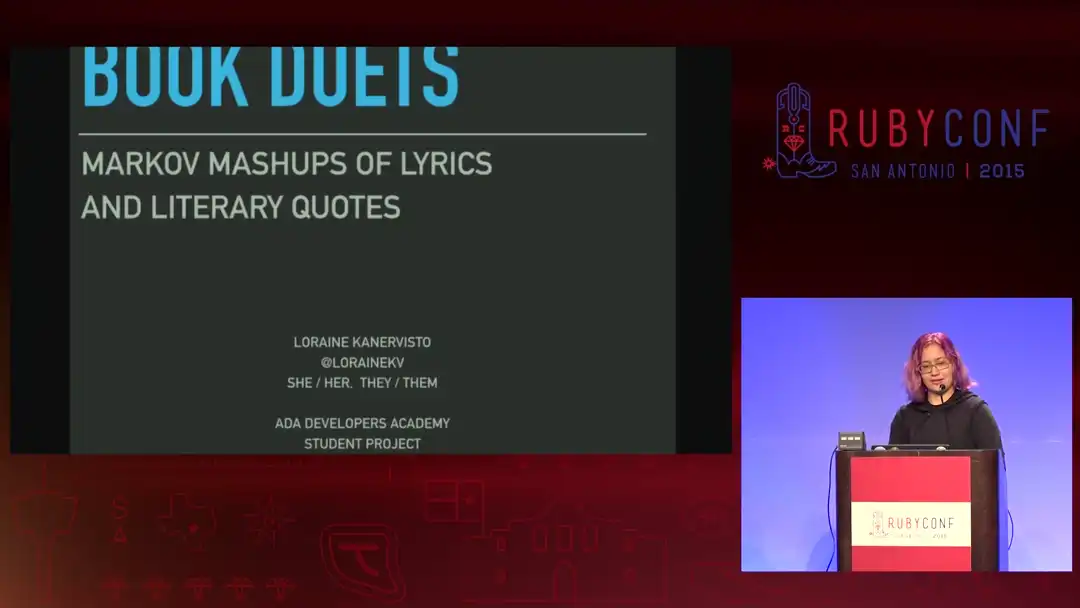 BOOK DUETS
MARKOV MASHUPS OF LYRICS
AND LITERARY QUOTES
LORAINE KANERVISTO
@LORAINEKV
SHE / HER, THEY / THEM
ADA DEVELOPERS ACADEMY
STUDENT PROJECT
RUBYCONF
SAN ANTONIO | 2015
RUBYCONF
2015